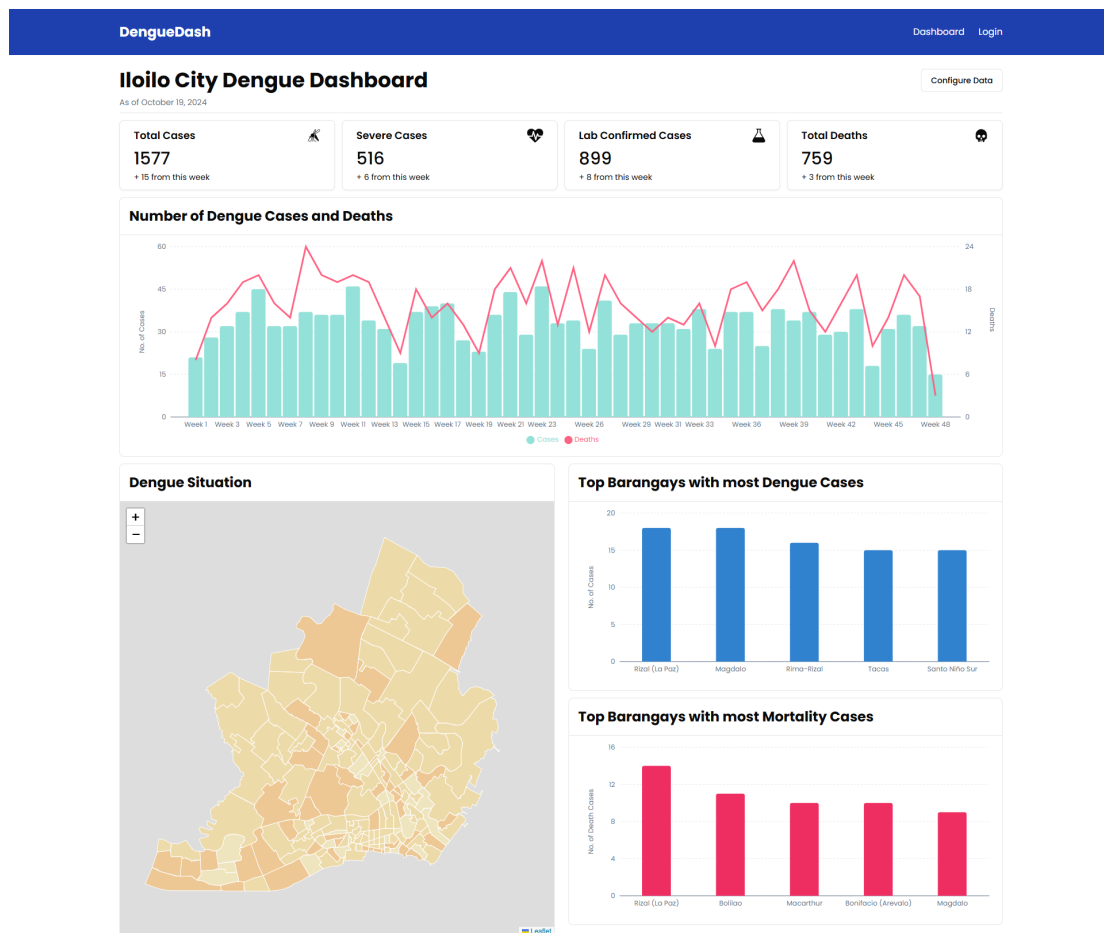 DengueDash
Dashboard Login
Iloilo City Dengue Dashboard
Configure Data
As of October 19, 2024
Total Cases
1577
+ 15 from this week
Severe Cases
516
+ 6 from this week
Lab Confirmed Cases
899
+ 8 from this week
Total Deaths
759
+ 3 from this week
Number of Dengue Cases and Deaths
60
45
30
15
0
No. of Cases
24
18
12
6
0
Deaths
Week 1 Week 3 Week 5 Week 7 Week 9 Week 11 Week 13 Week 15 Week 17 Week 19 Week 21 Week 23 Week 26 Week 29 Week 31 Week 33 Week 36 Week 39 Week 42 Week 45 Week 48
Cases Deaths
Dengue Situation
+
−
Leaflet
Top Barangays with most Dengue Cases
20
15
10
5
0
No. of Cases
Rizal (La Paz) Magdalo Rima-Rizal Tacas Santo Niño Sur
Top Barangays with most Mortality Cases
16
12
8
4
0
No. of Death Cases
Rizal (La Paz) Bolilao Macarthur Bonifacio (Arevalo) Magdalo